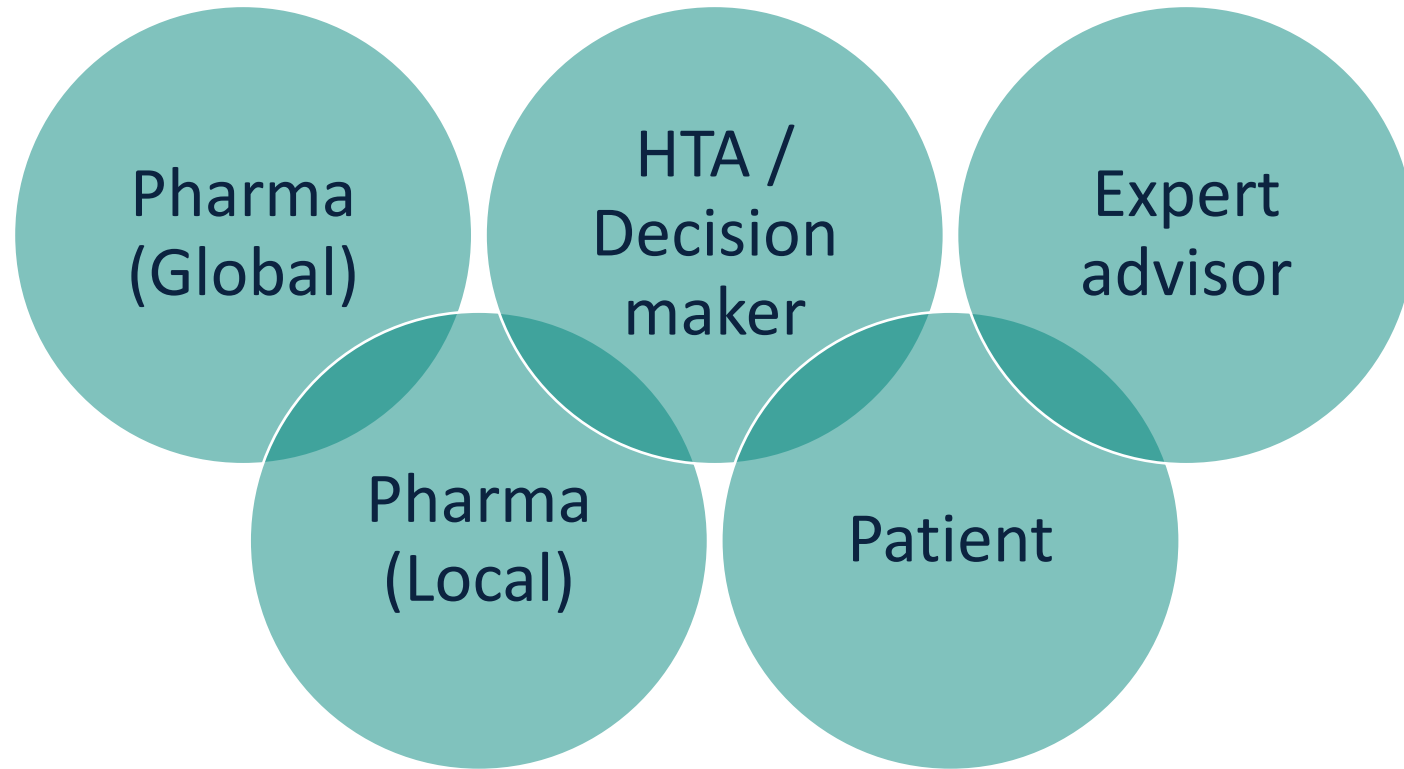 Pharma
(Global)
HTA /
Decision
maker
Expert
advisor
Pharma
(Local)
Patient